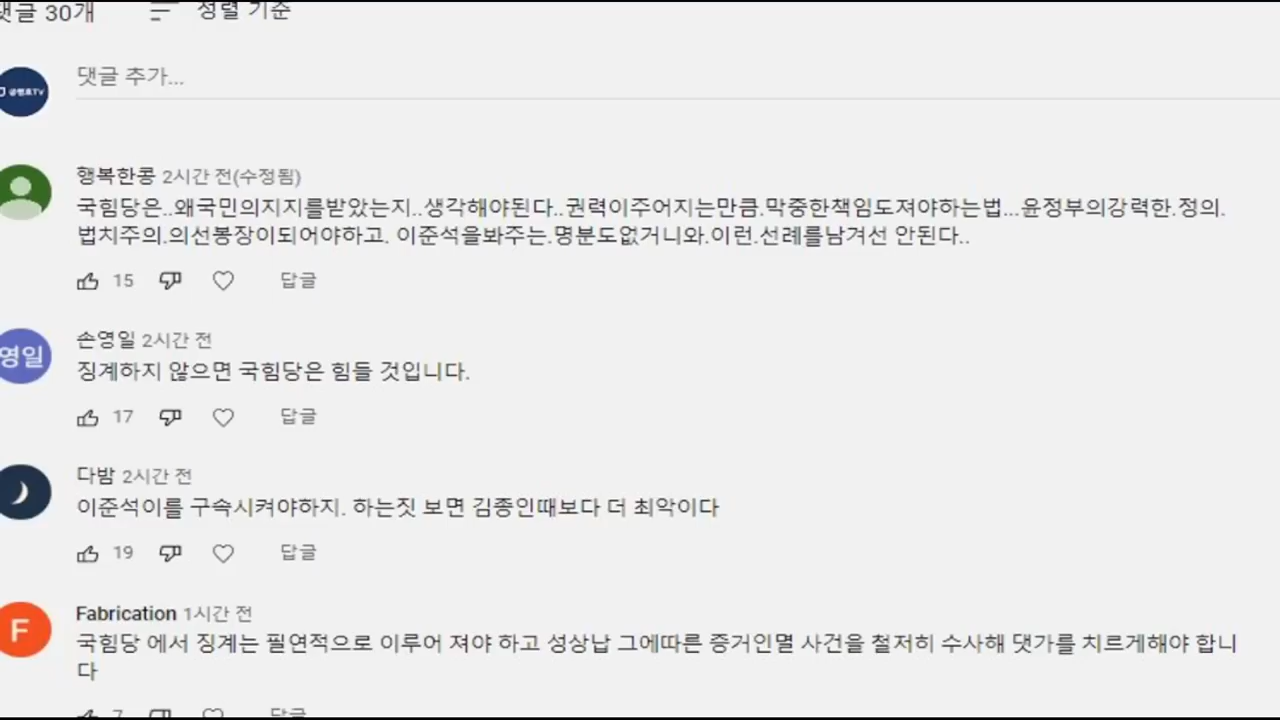 댓글 30개 정렬 기준
댓글 추가...
행복한콩 2시간 전(수정됨)
국힘당은..왜국민의지지를받았는지..생각해야된다..권력이주어지는만큼.막중한책임도져야하는법...윤정부의강력한.정의.
법치주의.의선봉장이되어야하고. 이준석을봐주는.명분도없거니와.이런.선례를남겨선 안된다..
15 답글
영일
손영일 2시간 전
징계하지 않으면 국힘당은 힘들 것입니다.
17 답글
다밤 2시간 전
이준석이를 구속시켜야하지. 하는짓 보면 김종인때보다 더 최악이다
19 답글
F
Fabrication 1시간 전
국힘당 에서 징계는 필연적으로 이루어 져야 하고 성상납 그에따른 증거인멸 사건을 철저히 수사해 댓가를 치르게해야 합니
다
7 답글